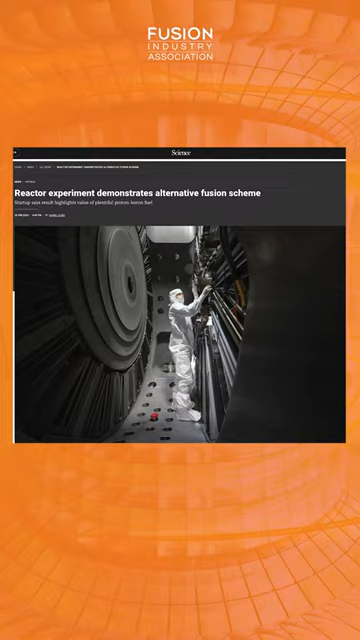 FUSION
INDUSTRY
ASSOCIATION
Science
Reactor experiment demonstrates alternative fusion scheme
Startup says result highlights value of plentiful proton-boron fuel